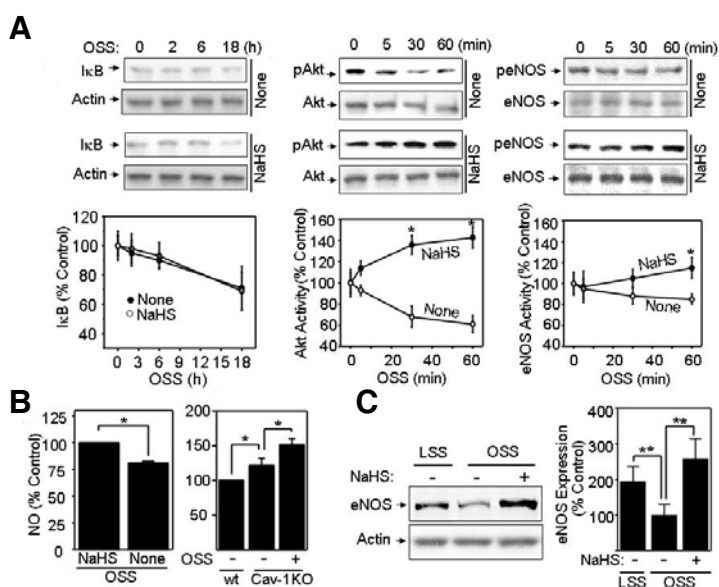 A
OSS: 0 2 6 18 (h)
IκB
Actin
None
IκB
Actin
NaHS
0 5 30 60 (min)
pAkt
Akt
None
pAkt
Akt
NaHS
0 5 30 60 (min)
peNOS
eNOS
None
peNOS
eNOS
NaHS
IκB (% Control)
120
100
80
60
40
None
NaHS
0 3 6 9 12 15 18
OSS (h)
Akt Activity (% Control)
160
140
120
100
80
60
40
* *
NaHS
None
0 20 40 60
OSS (min)
eNOS Activity (% Control)
160
140
120
100
80
60
40
*
NaHS
None
0 20 40 60
OSS (min)
B
NO (% Control)
125
100
75
50
25
0
*
NaHS None
OSS
200
150
100
50
0
* *
OSS - - +
wt Cav-1KO
C
LSS OSS
NaHS: - - +
eNOS
Actin
eNOS Expression
(% Control)
400
300
200
100
** **
NaHS: - - +
LSS OSS